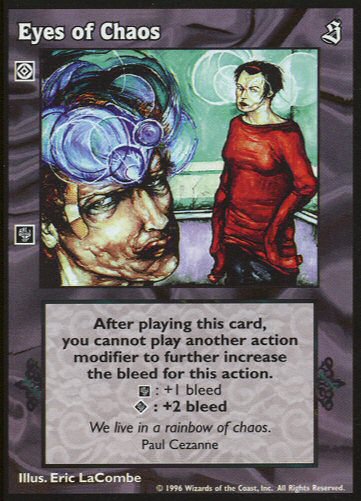 Eyes of Chaos
After playing this card,
you cannot play another action
modifier to further increase
the bleed for this action.
: +1 bleed
: +2 bleed
We live in a rainbow of chaos.
Paul Cezanne
Illus. Eric LaCombe
© 1996 Wizards of the Coast, Inc. All Rights Reserved.